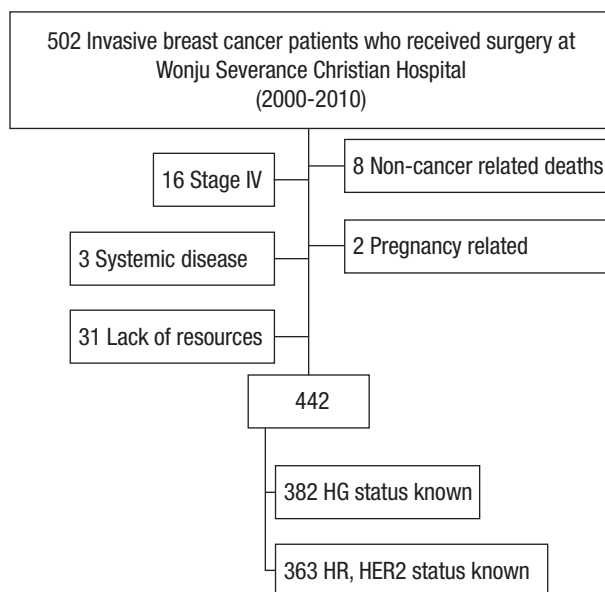 502 Invasive breast cancer patients who received surgery at
Wonju Severance Christian Hospital
(2000-2010)
8 Non-cancer related deaths
16 Stage IV
2 Pregnancy related
3 Systemic disease
31 Lack of resources
442
382 HG status known
363 HR, HER2 status known